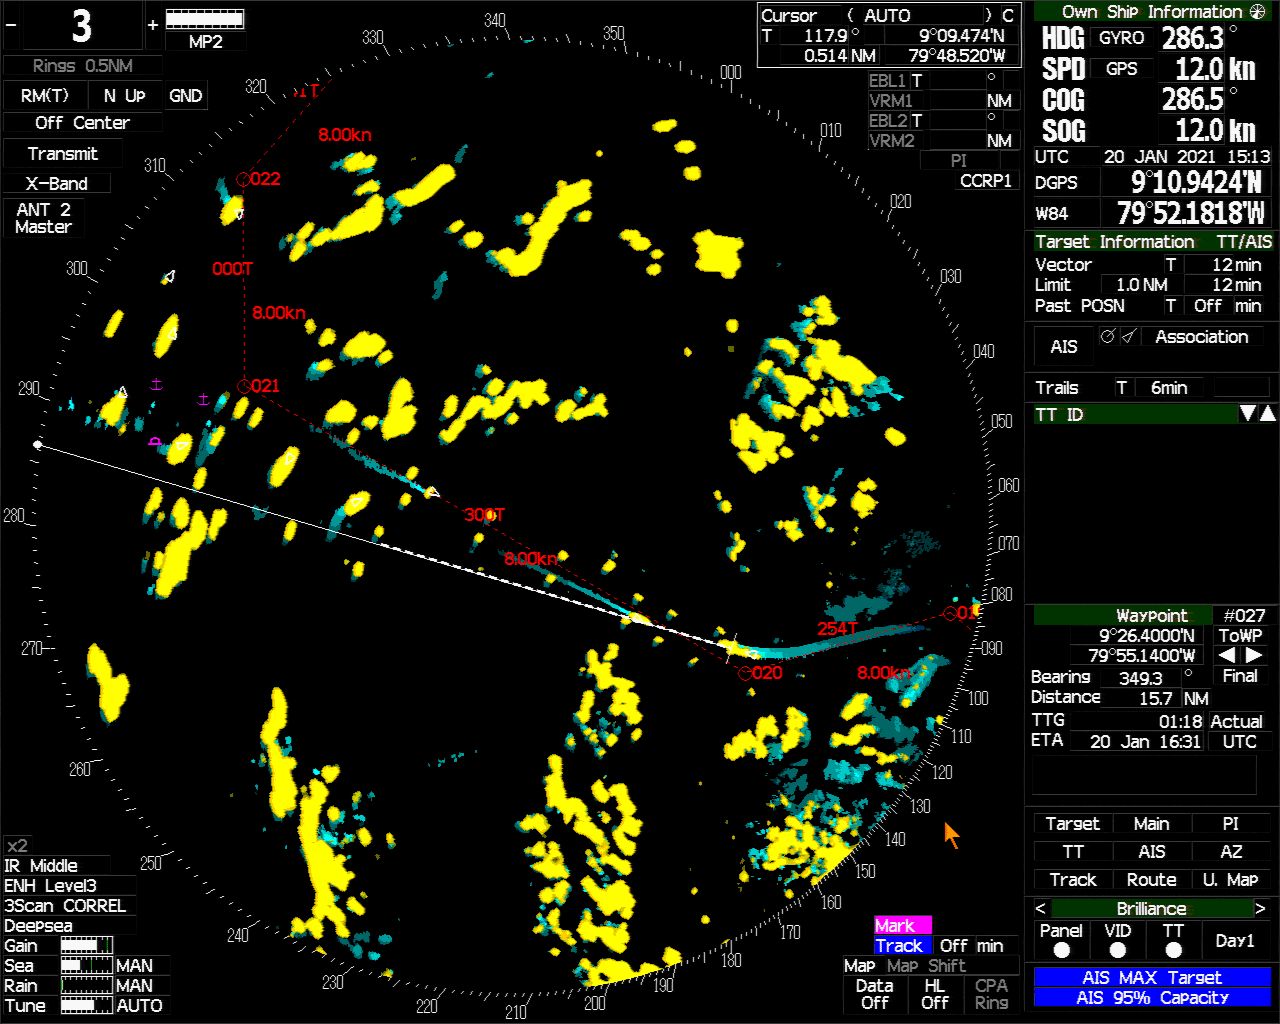 − 3 +
MP2
Rings 0.5NM
RM(T) N Up GND
Off Center
Transmit
X-Band
ANT 2
Master
Cursor ( AUTO ) C
T 117.9° 9°09.474'N
0.514 NM 79°48.520'W
EBL1 T °
VRM1 NM
EBL2 T °
VRM2 NM
PI
CCRP1
Own Ship Information
HDG GYRO 286.3°
SPD GPS 12.0 kn
COG 286.5°
SOG 12.0 kn
UTC 20 JAN 2021 15:13
DGPS 9°10.9424'N
W84 79°52.1818'W
Target Information TT/AIS
Vector T 12 min
Limit 1.0 NM 12 min
Past POSN T Off min
AIS Association
Trails T 6min
TT ID ▼▲
Waypoint #027
9°26.4000'N ToWP
79°55.1400'W ◀ ▶
Bearing 349.3 ° Final
Distance 15.7 NM
TTG 01:18 Actual
ETA 20 Jan 16:31 UTC
Target Main PI
TT AIS AZ
Track Route U. Map
< Brilliance >
Panel VID TT Day1
AIS MAX Target
AIS 95% Capacity
330
340
350
000
010
020
030
040
050
060
070
080
090
100
110
120
130
140
150
160
170
180
190
200
210
220
230
240
250
260
270
280
290
300
310
320
1T
8.00kn
022
000T
8.00kn
021
300T
8.00kn
254T
01
020
8.00kn
x2
IR Middle
ENH Level3
3Scan CORREL
Deepsea
Gain
Sea MAN
Rain MAN
Tune AUTO
Mark
Track Off min
Map Map Shift
Data Off HL Off CPA Ring